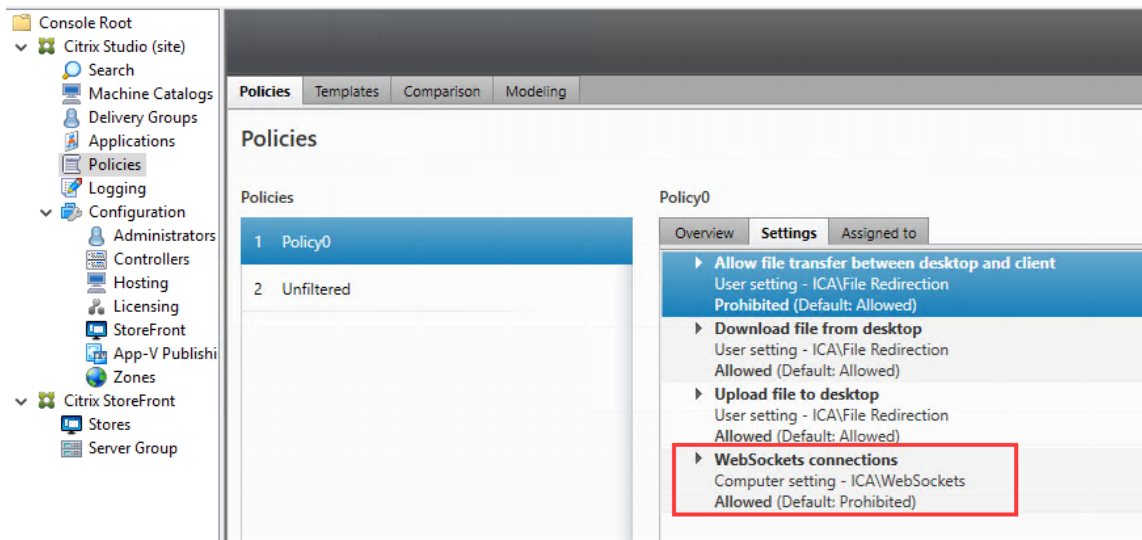 Console Root
Citrix Studio (site)
Search
Machine Catalogs
Delivery Groups
Applications
Policies
Logging
Configuration
Administrators
Controllers
Hosting
Licensing
StoreFront
App-V Publishi
Zones
Citrix StoreFront
Stores
Server Group
Policies Templates Comparison Modeling
Policies
Policies
1 Policy0
2 Unfiltered
Policy0
Overview Settings Assigned to
Allow file transfer between desktop and client
User setting - ICA\File Redirection
Prohibited (Default: Allowed)
Download file from desktop
User setting - ICA\File Redirection
Allowed (Default: Allowed)
Upload file to desktop
User setting - ICA\File Redirection
Allowed (Default: Allowed)
WebSockets connections
Computer setting - ICA\WebSockets
Allowed (Default: Prohibited)